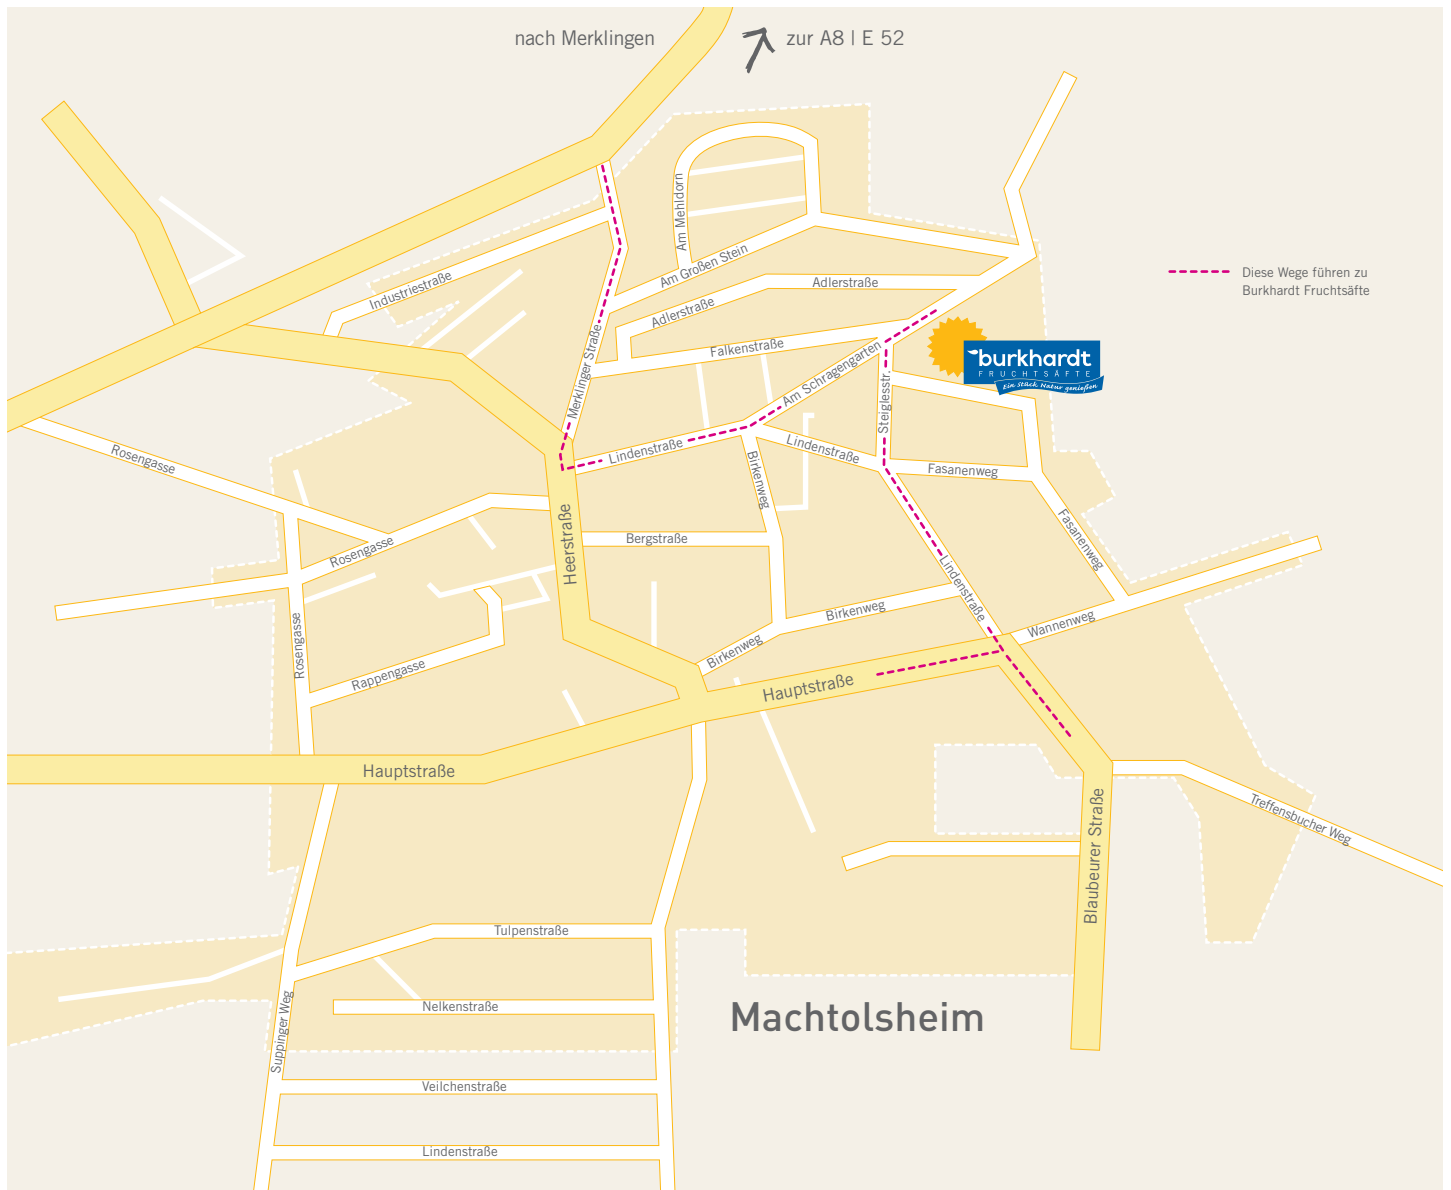 nach Merklingen
zur A8 | E 52
Am Mehldorn
Am Großen Stein
Industriestraße
Adlerstraße
Adlerstraße
Diese Wege führen zu
Burkhardt Fruchtsäfte
Merklinger Straße
Falkenstraße
Am Schragengarten
burkhardt
FRUCHTSÄFTE
Ein Stück Natur genießen
Steiglesstr.
Rosengasse
Lindenstraße
Lindenstraße
Birkenweg
Fasanenweg
Fasanenweg
Rosengasse
Heerstraße
Bergstraße
Lindenstraße
Birkenweg
Wannenweg
Rosengasse
Rappengasse
Birkenweg
Hauptstraße
Hauptstraße
Blaubeurer Straße
Treffensbucher Weg
Tulpenstraße
Nelkenstraße
Machtolsheim
Suppinger Weg
Veilchenstraße
Lindenstraße